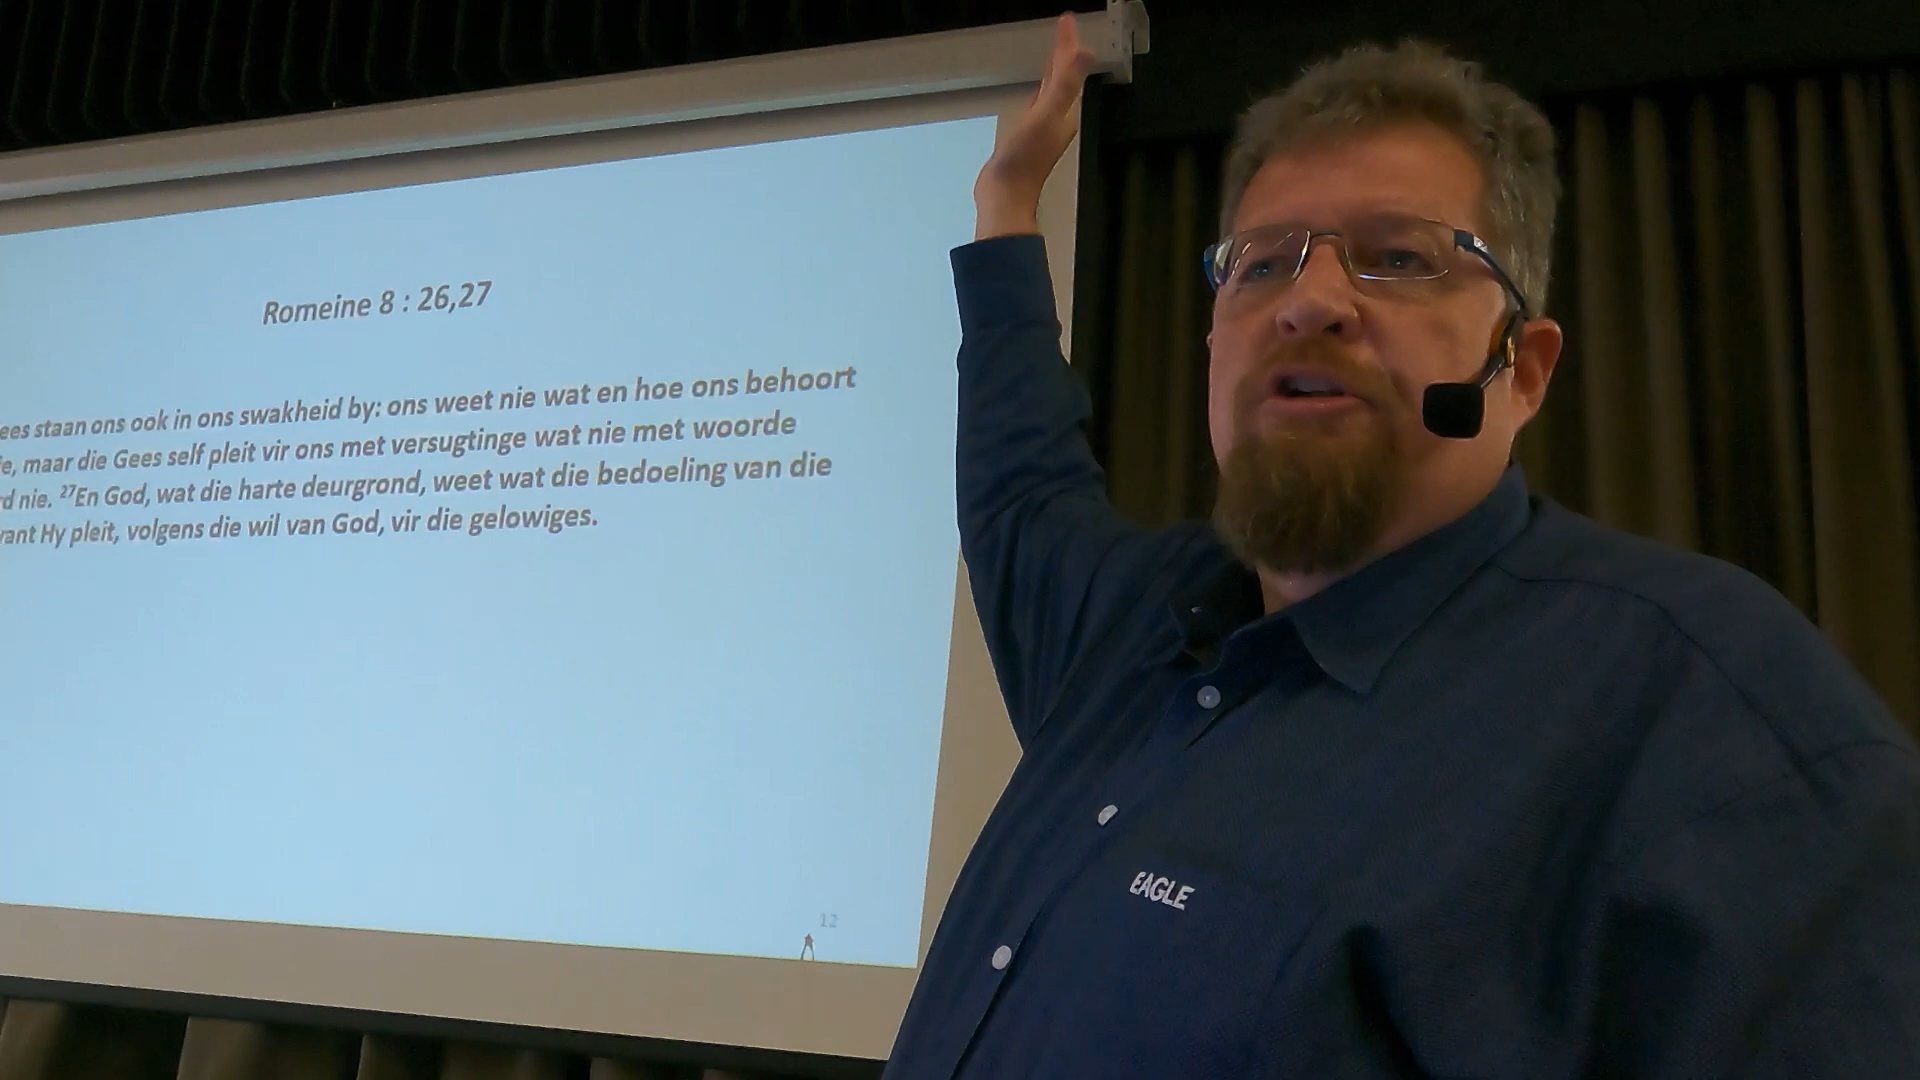 Romeine 8 : 26,27
staan ons ook in ons swakheid by: ons weet nie wat en hoe ons behoort
maar die Gees self pleit vir ons met versugtinge wat nie met woorde
nie. ²⁷En God, wat die harte deurgrond, weet wat die bedoeling van die
Hy pleit, volgens die wil van God, vir die gelowiges.
12
EAGLE